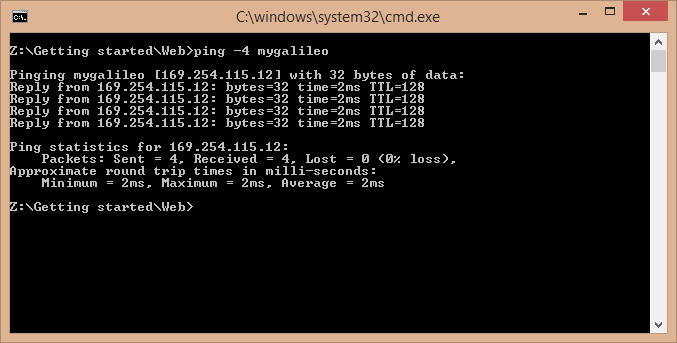 C:\windows\system32\cmd.exe
Z:\Getting started\Web>ping -4 mygalileo
Pinging mygalileo [169.254.115.12] with 32 bytes of data:
Reply from 169.254.115.12: bytes=32 time=2ms TTL=128
Reply from 169.254.115.12: bytes=32 time=2ms TTL=128
Reply from 169.254.115.12: bytes=32 time=2ms TTL=128
Reply from 169.254.115.12: bytes=32 time=2ms TTL=128
Ping statistics for 169.254.115.12:
    Packets: Sent = 4, Received = 4, Lost = 0 (0% loss),
Approximate round trip times in milli-seconds:
    Minimum = 2ms, Maximum = 2ms, Average = 2ms
Z:\Getting started\Web>